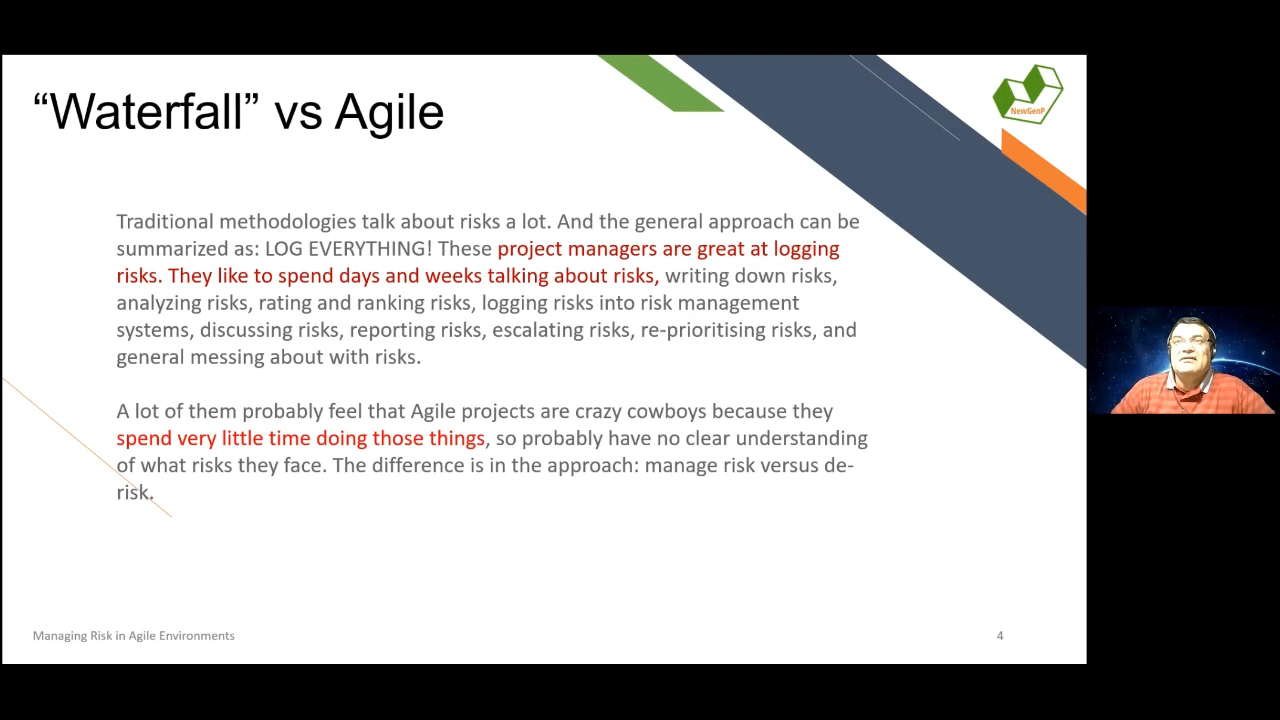 “Waterfall” vs Agile
NewGenP
Traditional methodologies talk about risks a lot. And the general approach can be
summarized as: LOG EVERYTHING! These project managers are great at logging
risks. They like to spend days and weeks talking about risks, writing down risks,
analyzing risks, rating and ranking risks, logging risks into risk management
systems, discussing risks, reporting risks, escalating risks, re-prioritising risks, and
general messing about with risks.
A lot of them probably feel that Agile projects are crazy cowboys because they
spend very little time doing those things, so probably have no clear understanding
of what risks they face. The difference is in the approach: manage risk versus de-
risk.
Managing Risk in Agile Environments
4